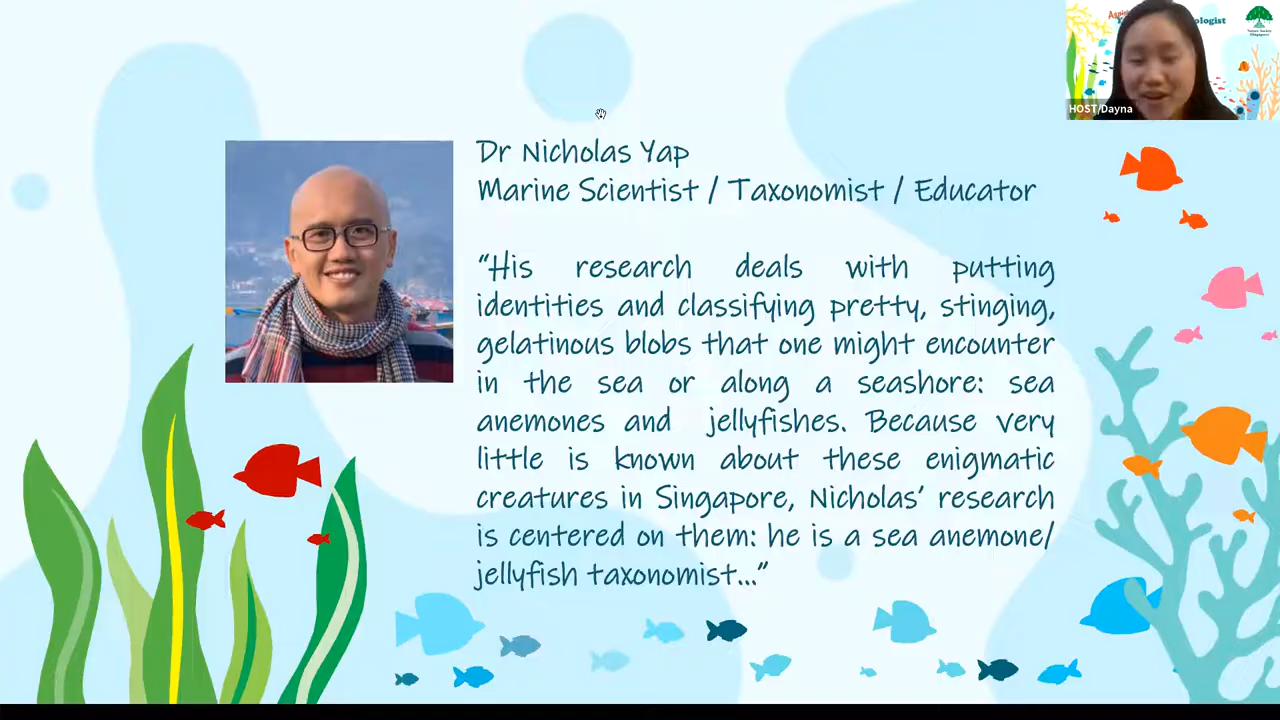 Dr Nicholas Yap
Marine Scientist / Taxonomist / Educator
“His research deals with putting
identities and classifying pretty, stinging,
gelatinous blobs that one might encounter
in the sea or along a seashore: sea
anemones and jellyfishes. Because very
little is known about these enigmatic
creatures in Singapore, Nicholas’ research
is centered on them: he is a sea anemone/
jellyfish taxonomist...”
HOST/Dayna